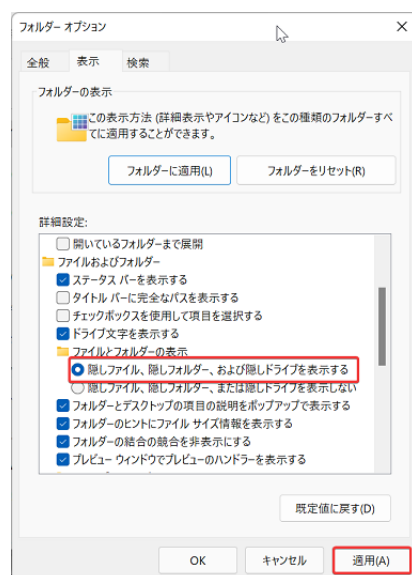 フォルダー オプション
全般 表示 検索
フォルダーの表示
この表示方法 (詳細表示やアイコンなど) をこの種類のフォルダーすべ
てに適用することができます。
フォルダーに適用(L) フォルダーをリセット(R)
詳細設定:
開いているフォルダーまで展開
ファイルおよびフォルダー
ステータス バーを表示する
タイトル バーに完全なパスを表示する
チェックボックスを使用して項目を選択する
ドライブ文字を表示する
ファイルとフォルダーの表示
隠しファイル、隠しフォルダー、および隠しドライブを表示する
隠しファイル、隠しフォルダー、または隠しドライブを表示しない
フォルダーとデスクトップの項目の説明をポップアップで表示する
フォルダーのヒントにファイル サイズ情報を表示する
フォルダーの結合の競合を非表示にする
プレビュー ウィンドウでプレビューのハンドラーを表示する
既定値に戻す(D)
OK キャンセル 適用(A)